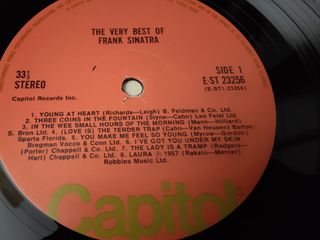 THE VERY BEST OF
FRANK SINATRA
33⅓
STEREO
SIDE 1
E-ST 23256
(E-ST1-23256)
Capitol Records Inc.
1. YOUNG AT HEART (Richards—Leigh) B. Feldman & Co. Ltd.
2. THREE COINS IN THE FOUNTAIN (Styne—Cahn) Leo Feist Ltd.
3. IN THE WEE SMALL HOURS OF THE MORNING (Mann—Hilliard)
S. Bron Ltd. 4. (LOVE IS) THE TENDER TRAP (Cahn—Van Heusen) Barton/
Sparta Florida. 5. YOU MAKE ME FEEL SO YOUNG (Myrow—Gordon)
Bregman Vocco & Conn Ltd. 6. I'VE GOT YOU UNDER MY SKIN
(Porter) Chappell & Co. Ltd. 7. THE LADY IS A TRAMP (Rodgers—
Hart) Chappell & Co. Ltd. 8. LAURA ℗ 1957 (Raksin—Mercer)
Robbins Music Ltd.
Capitol